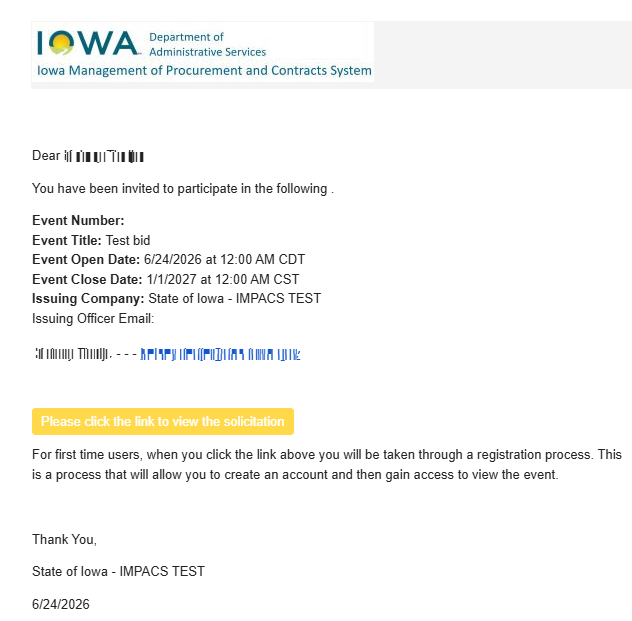 IOWA Department of
Administrative Services
Iowa Management of Procurement and Contracts System
Dear
You have been invited to participate in the following .
Event Number:
Event Title: Test bid
Event Open Date: 6/24/2026 at 12:00 AM CDT
Event Close Date: 1/1/2027 at 12:00 AM CST
Issuing Company: State of Iowa - IMPACS TEST
Issuing Officer Email:
- - -
Please click the link to view the solicitation
For first time users, when you click the link above you will be taken through a registration process. This
is a process that will allow you to create an account and then gain access to view the event.
Thank You,
State of Iowa - IMPACS TEST
6/24/2026